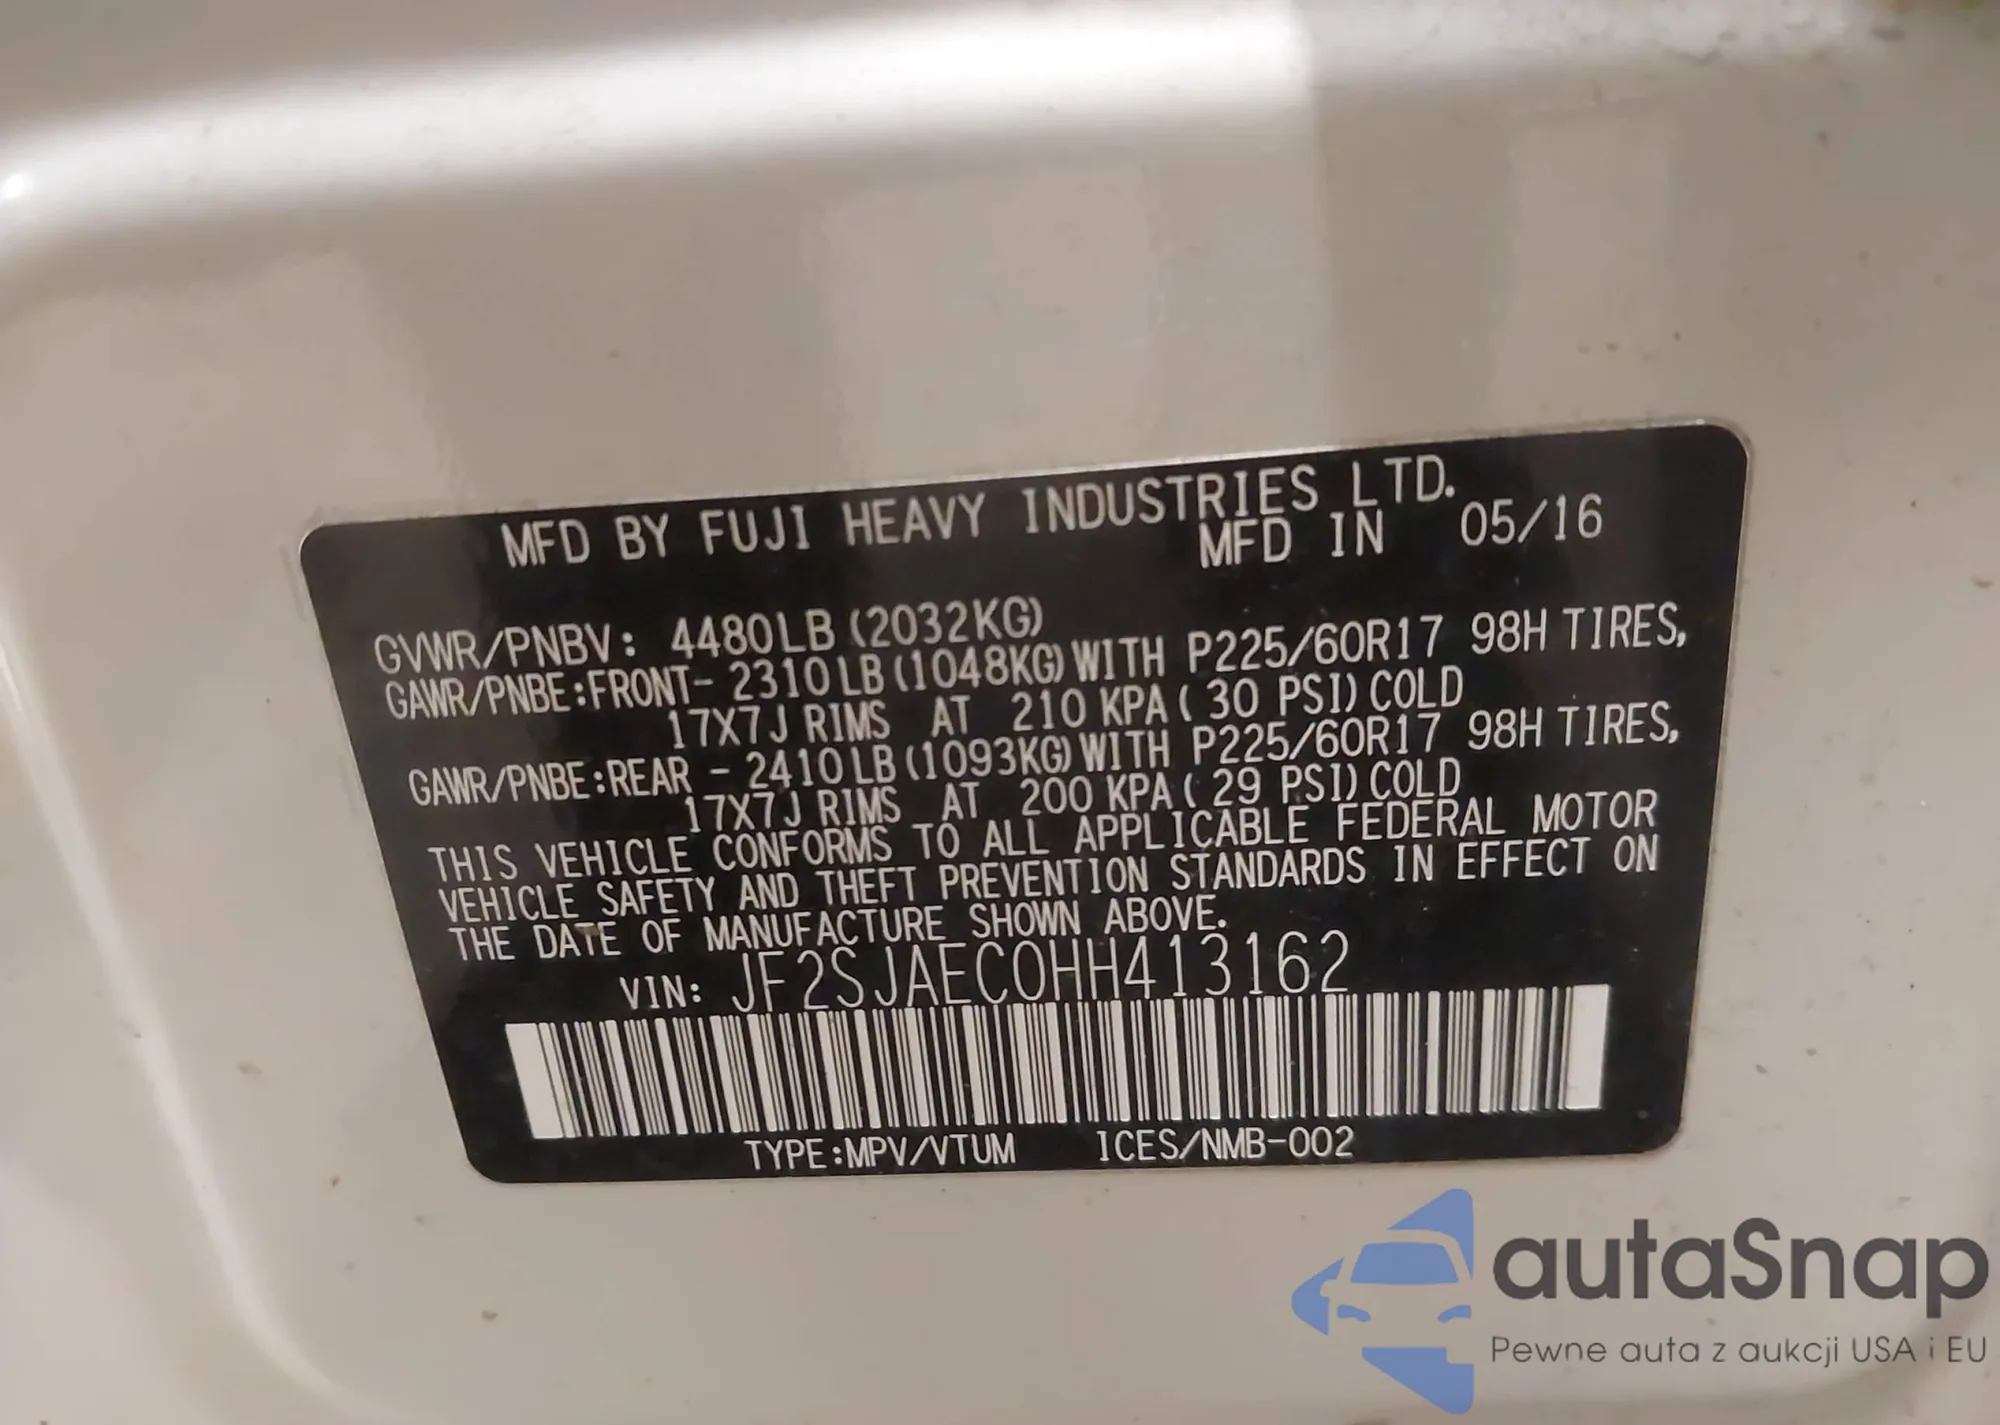 MFD BY FUJI HEAVY INDUSTRIES LTD.
MFD IN 05/16
GVWR/PNBV: 4480LB (2032KG)
GAWR/PNBE:FRONT- 2310LB (1048KG) WITH P225/60R17 98H TIRES,
17X7J RIMS AT 210 KPA ( 30 PSI) COLD
GAWR/PNBE:REAR - 2410LB (1093KG) WITH P225/60R17 98H TIRES,
17X7J RIMS AT 200 KPA ( 29 PSI) COLD
THIS VEHICLE CONFORMS TO ALL APPLICABLE FEDERAL MOTOR
VEHICLE SAFETY AND THEFT PREVENTION STANDARDS IN EFFECT ON
THE DATE OF MANUFACTURE SHOWN ABOVE.
VIN: JF2SJAEC0HH413162
TYPE:MPV/VTUM ICES/NMB-002
autaSnap
Pewne auta z aukcji USA i EU